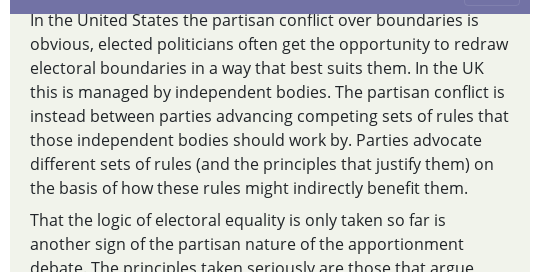 In the United States the partisan conflict over boundaries is
obvious, elected politicians often get the opportunity to redraw
electoral boundaries in a way that best suits them. In the UK
this is managed by independent bodies. The partisan conflict is
instead between parties advancing competing sets of rules that
those independent bodies should work by. Parties advocate
different sets of rules (and the principles that justify them) on
the basis of how these rules might indirectly benefit them.
That the logic of electoral equality is only taken so far is
another sign of the partisan nature of the apportionment
debate. The principles taken seriously are those that argue